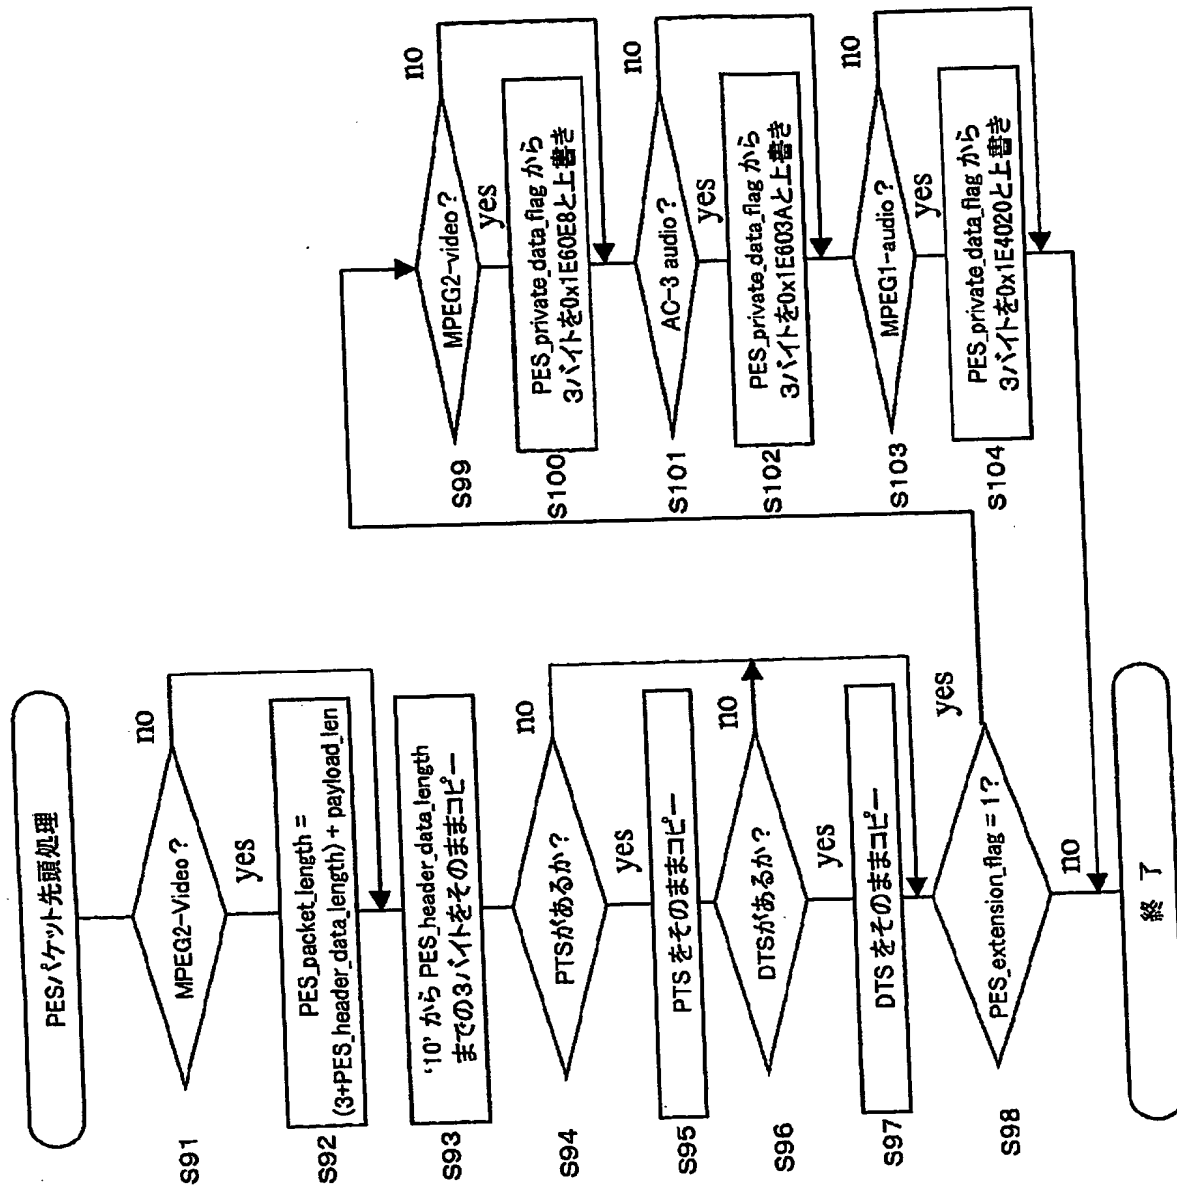 PESパケット先頭処理
S91
MPEG2-Video?
no
yes
S92
PES_packet_length =
(3+PES_header_data_length) + payload_len
S93
'10' から PES_header_data_length
までの3バイトをそのままコピー
S94
PTSがあるか?
no
yes
S95
PTS をそのままコピー
S96
DTSがあるか?
no
yes
S97
DTS をそのままコピー
S98
PES_extension_flag = 1?
yes
no
終 了
S99
MPEG2-video?
no
yes
S100
PES_private_data_flag から
3バイトを0x1E60E8と上書き
S101
AC-3 audio?
no
yes
S102
PES_private_data_flag から
3バイトを0x1E603Aと上書き
S103
MPEG1-audio?
no
yes
S104
PES_private_data_flag から
3バイトを0x1E4020と上書き